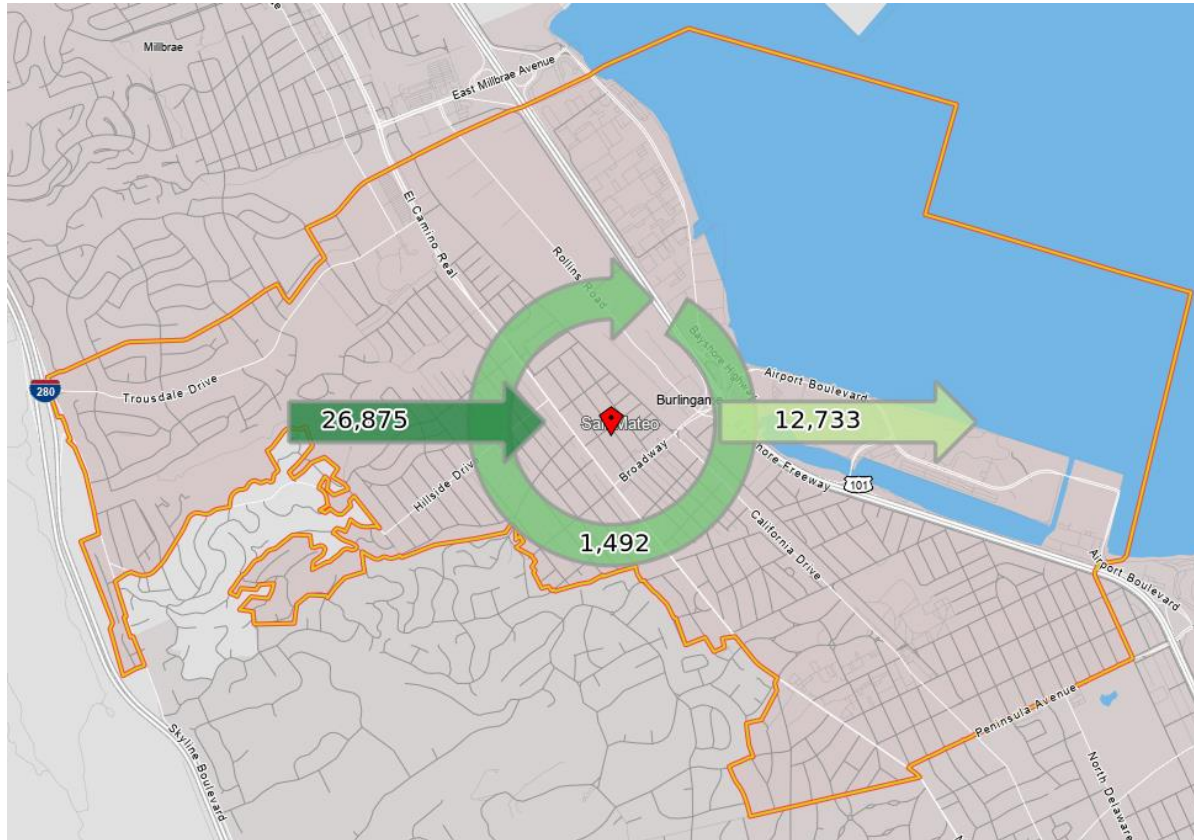 Millbrae
East Millbrae Avenue
El Camino Real
Rollins Road
Bayshore Highway
280
Trousdale Drive
Airport Boulevard
26,875
San Mateo
Burlingame
12,733
Hillside Drive
Broadway
101
1,492
California Drive
Airport Boulevard
Peninsula Avenue
Skyline Boulevard
North Delaware